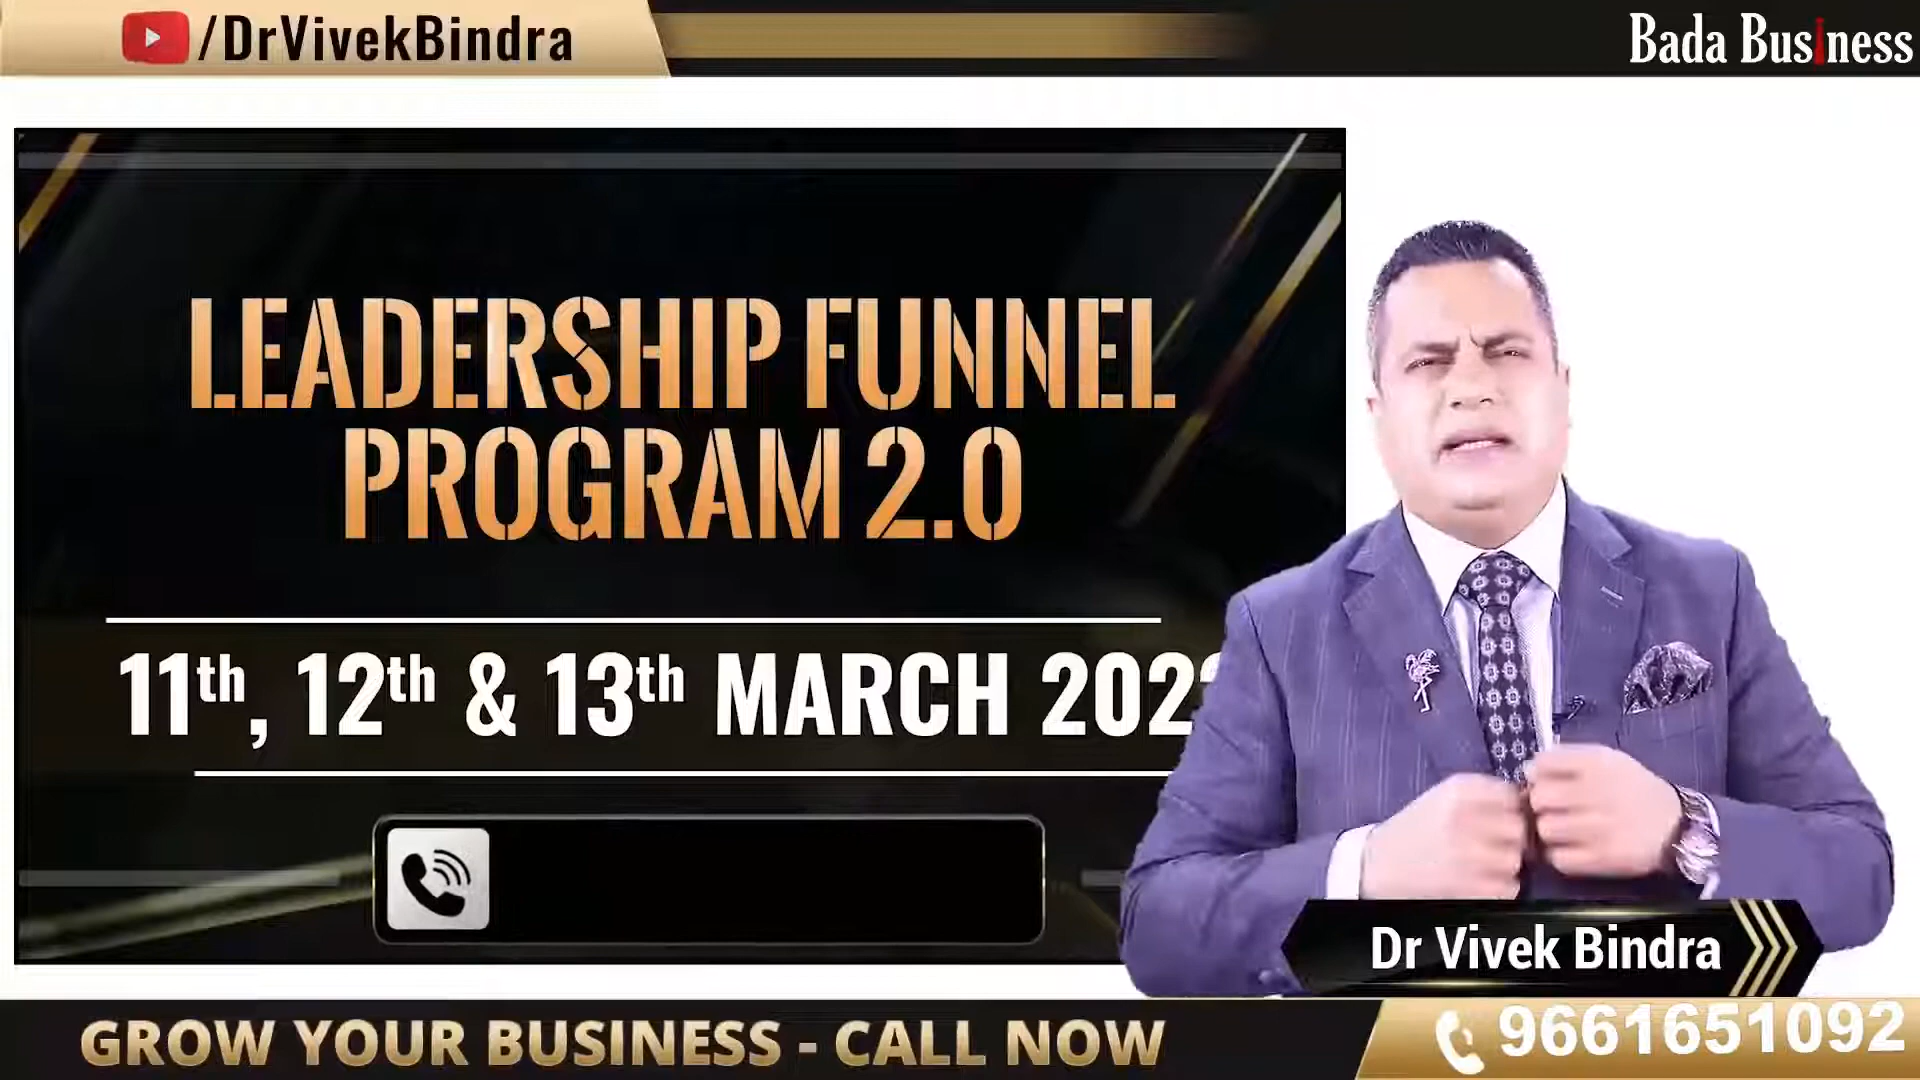 /DrVivekBindra
Bada Business
LEADERSHIP FUNNEL
PROGRAM 2.0
11th, 12th & 13th MARCH
Dr Vivek Bindra
GROW YOUR BUSINESS - CALL NOW
9661651092